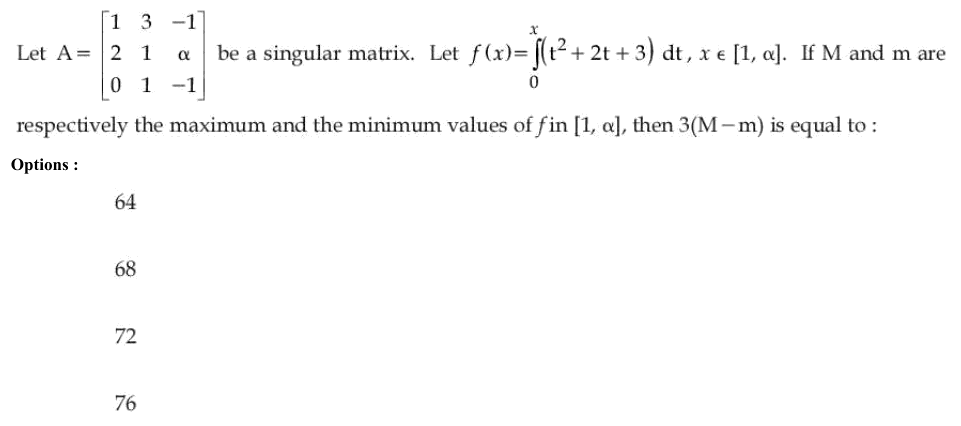 Let A = [1 3 −1
2 1 α
0 1 −1] be a singular matrix. Let f(x) = ∫₀ˣ (t² + 2t + 3) dt, x ϵ [1, α]. If M and m are
respectively the maximum and the minimum values of f in [1, α], then 3(M − m) is equal to :
Options :
64
68
72
76